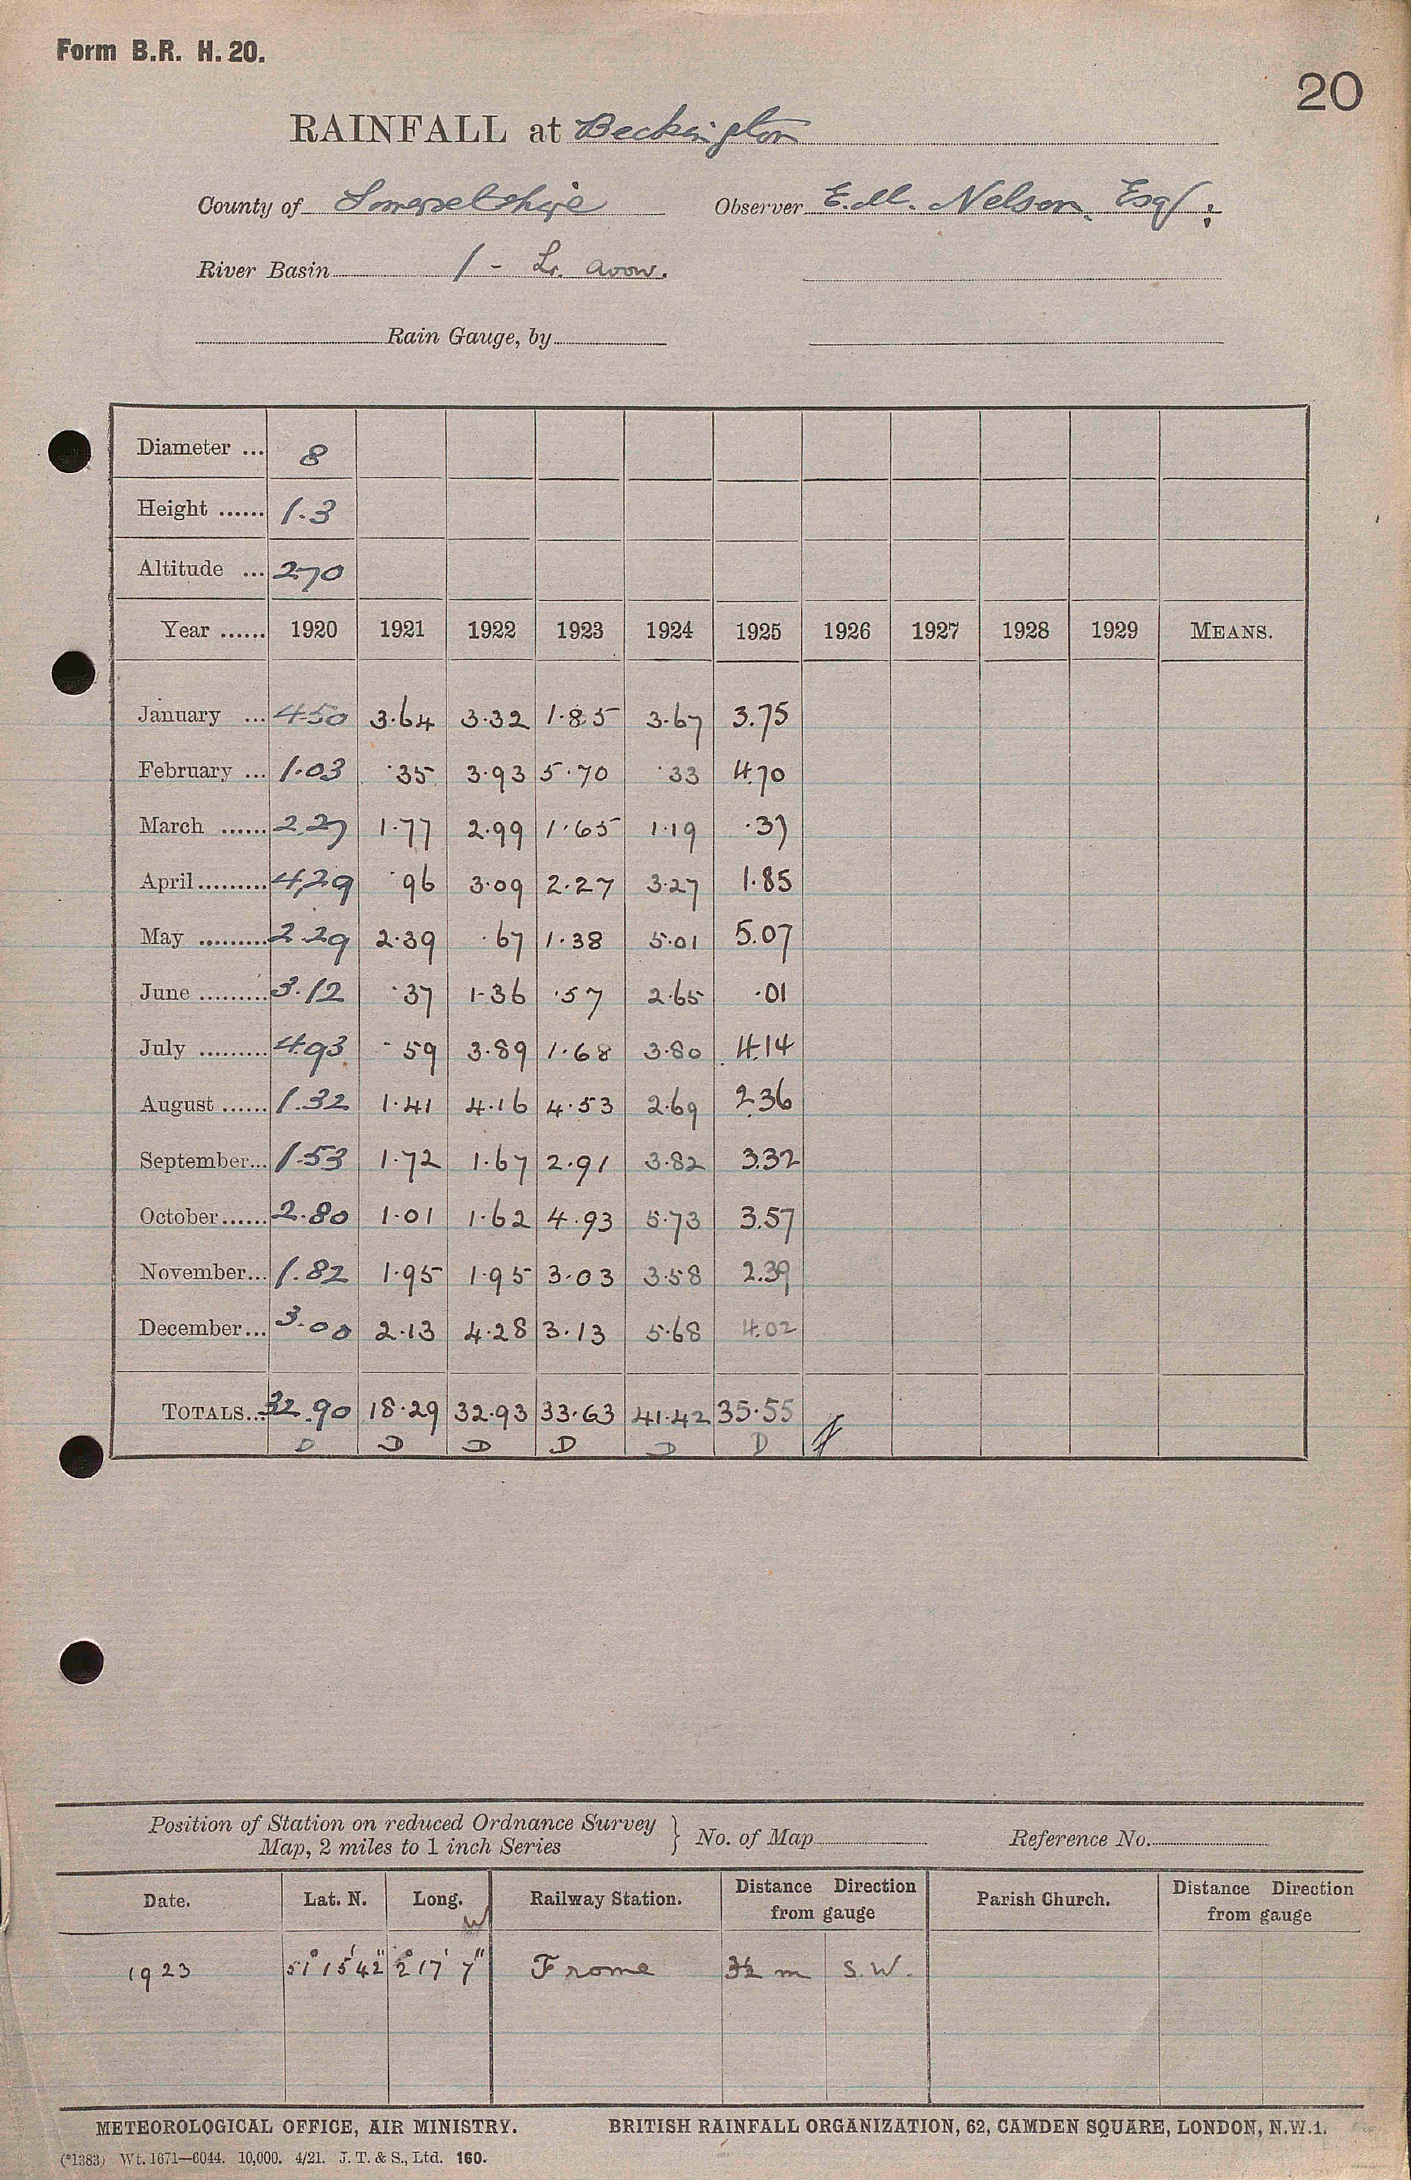 Form B.R. H. 20.
20
RAINFALL at Beckington
County of Somersetshire Observer E. M. Nelson, Esq:
River Basin 1 - Lr. Avon.
Rain Gauge, by
Diameter ... 8
Height ...... 1.3
Altitude ... 270
Year ...... 1920 1921 1922 1923 1924 1925 1926 1927 1928 1929 MEANS.
January ... 4.50 3.64 3.32 1.85 3.67 3.75
February ... 1.03 .35 3.93 5.70 .33 4.70
March ...... 2.27 1.77 2.99 1.65 1.19 .37
April ......... 4.29 .96 3.09 2.27 3.27 1.85
May ......... 2.29 2.39 .67 1.38 5.01 5.07
June ......... 3.12 .37 1.36 .57 2.65 .01
July ......... 4.93 .59 3.89 1.68 3.80 4.14
August ...... 1.32 1.41 4.16 4.53 2.69 2.36
September... 1.53 1.72 1.67 2.91 3.82 3.32
October...... 2.80 1.01 1.62 4.93 5.73 3.57
November... 1.82 1.95 1.95 3.03 3.58 2.39
December... 3.00 2.13 4.28 3.13 5.68 4.02
TOTALS... 32.90 18.29 32.93 33.63 41.42 35.55
D D D D D D
Position of Station on reduced Ordnance Survey
Map, 2 miles to 1 inch Series } No. of Map Reference No.
Date. Lat. N. Long. W Railway Station. Distance Direction from gauge Parish Church. Distance Direction from gauge
1923 51° 15' 42" 2° 17' 7" Frome 3½ m S.W.
METEOROLOGICAL OFFICE, AIR MINISTRY. BRITISH RAINFALL ORGANIZATION, 62, CAMDEN SQUARE, LONDON, N.W.1.
(*1383) Wt. 1671—6044. 10,000. 4/21. J. T. & S., Ltd. 160.